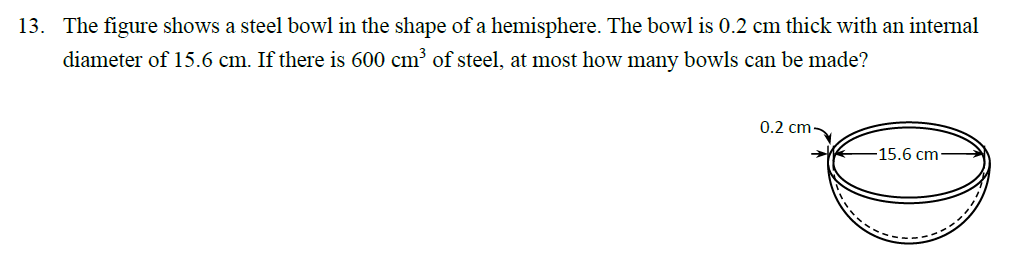 13. The figure shows a steel bowl in the shape of a hemisphere. The bowl is 0.2 cm thick with an internal
diameter of 15.6 cm. If there is 600 cm³ of steel, at most how many bowls can be made?
0.2 cm
15.6 cm